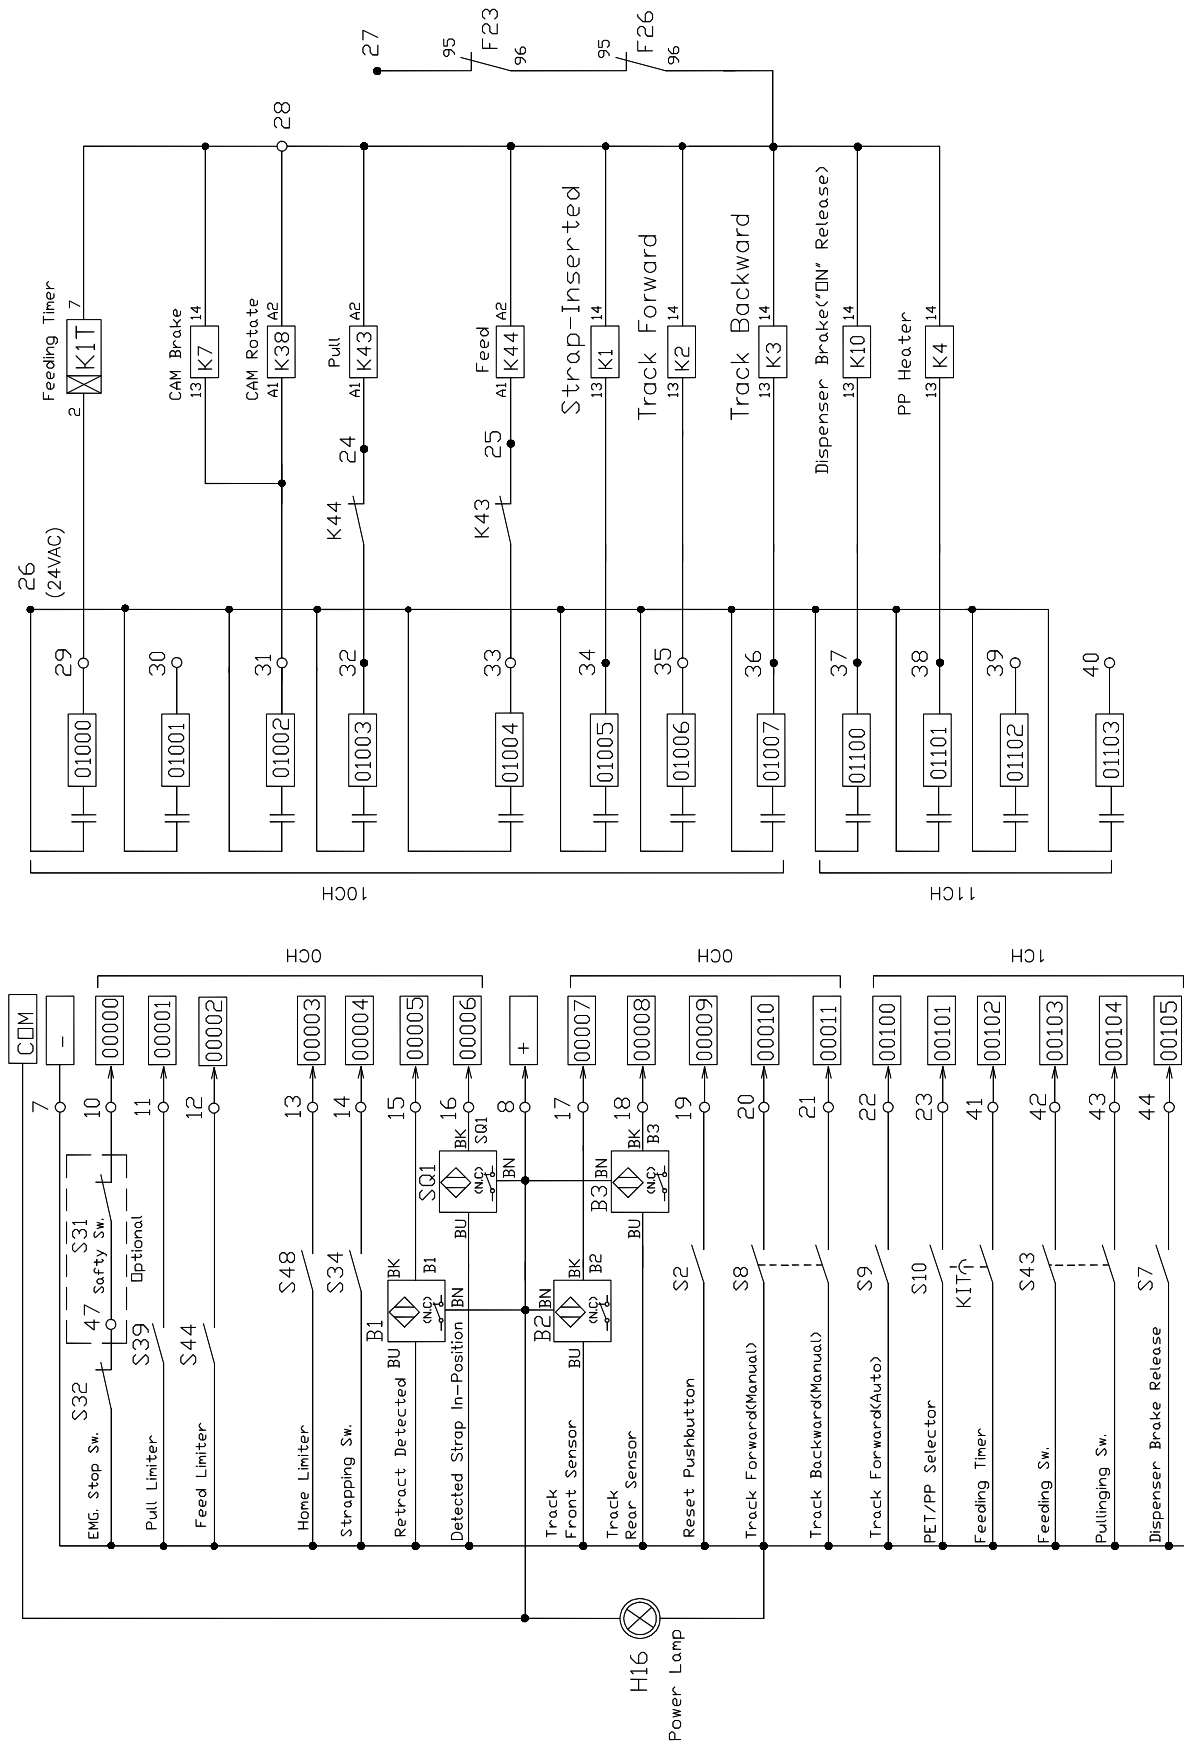 COM
-
7
10
00000
47
S31
Safty Sw.
Optional
S32
EMG. Stop Sw.
11
00001
S39
Pull Limiter
12
00002
S44
Feed Limiter
0CH
13
00003
S48
Home Limiter
14
00004
S34
Strapping Sw.
15
00005
BK
B1
B1
(N.C)
BU
BN
Retract Detected
16
00006
BK
SQ1
SQ1
(N.C)
BU
BN
Detected Strap In-Position
+
8
17
00007
BN
B2
B2
(N.C)
BU
BK
Track
Front Sensor
18
00008
BK
B3
BN
B3
(N.C)
BU
Track
Rear Sensor
0CH
19
00009
S2
Reset Pushbutton
20
00010
S8
Track Forward(Manual)
21
00011
Track Backward(Manual)
22
00100
S9
Track Forward(Auto)
23
00101
S10
PET/PP Selector
41
00102
KIT
Feeding Timer
1CH
42
00103
S43
Feeding Sw.
43
00104
Pullinging Sw.
44
00105
S7
Dispenser Brake Release
H16
Power Lamp
26
(24VAC)
10CH
01000
29
Feeding Timer
2
K1T
7
01001
30
CAM Brake
13
K7
14
01002
31
CAM Rotate
A1
K38
A2
28
01003
32
K44
24
Pull
A1
K43
A2
01004
33
K43
25
Feed
A1
K44
A2
01005
34
Strap-Inserted
13
K1
14
01006
35
Track Forward
13
K2
14
01007
36
Track Backward
13
K3
14
11CH
01100
37
Dispenser Brake("ON" Release)
13
K10
14
01101
38
PP Heater
13
K4
14
01102
39
01103
40
27
95
F23
96
95
F26
96